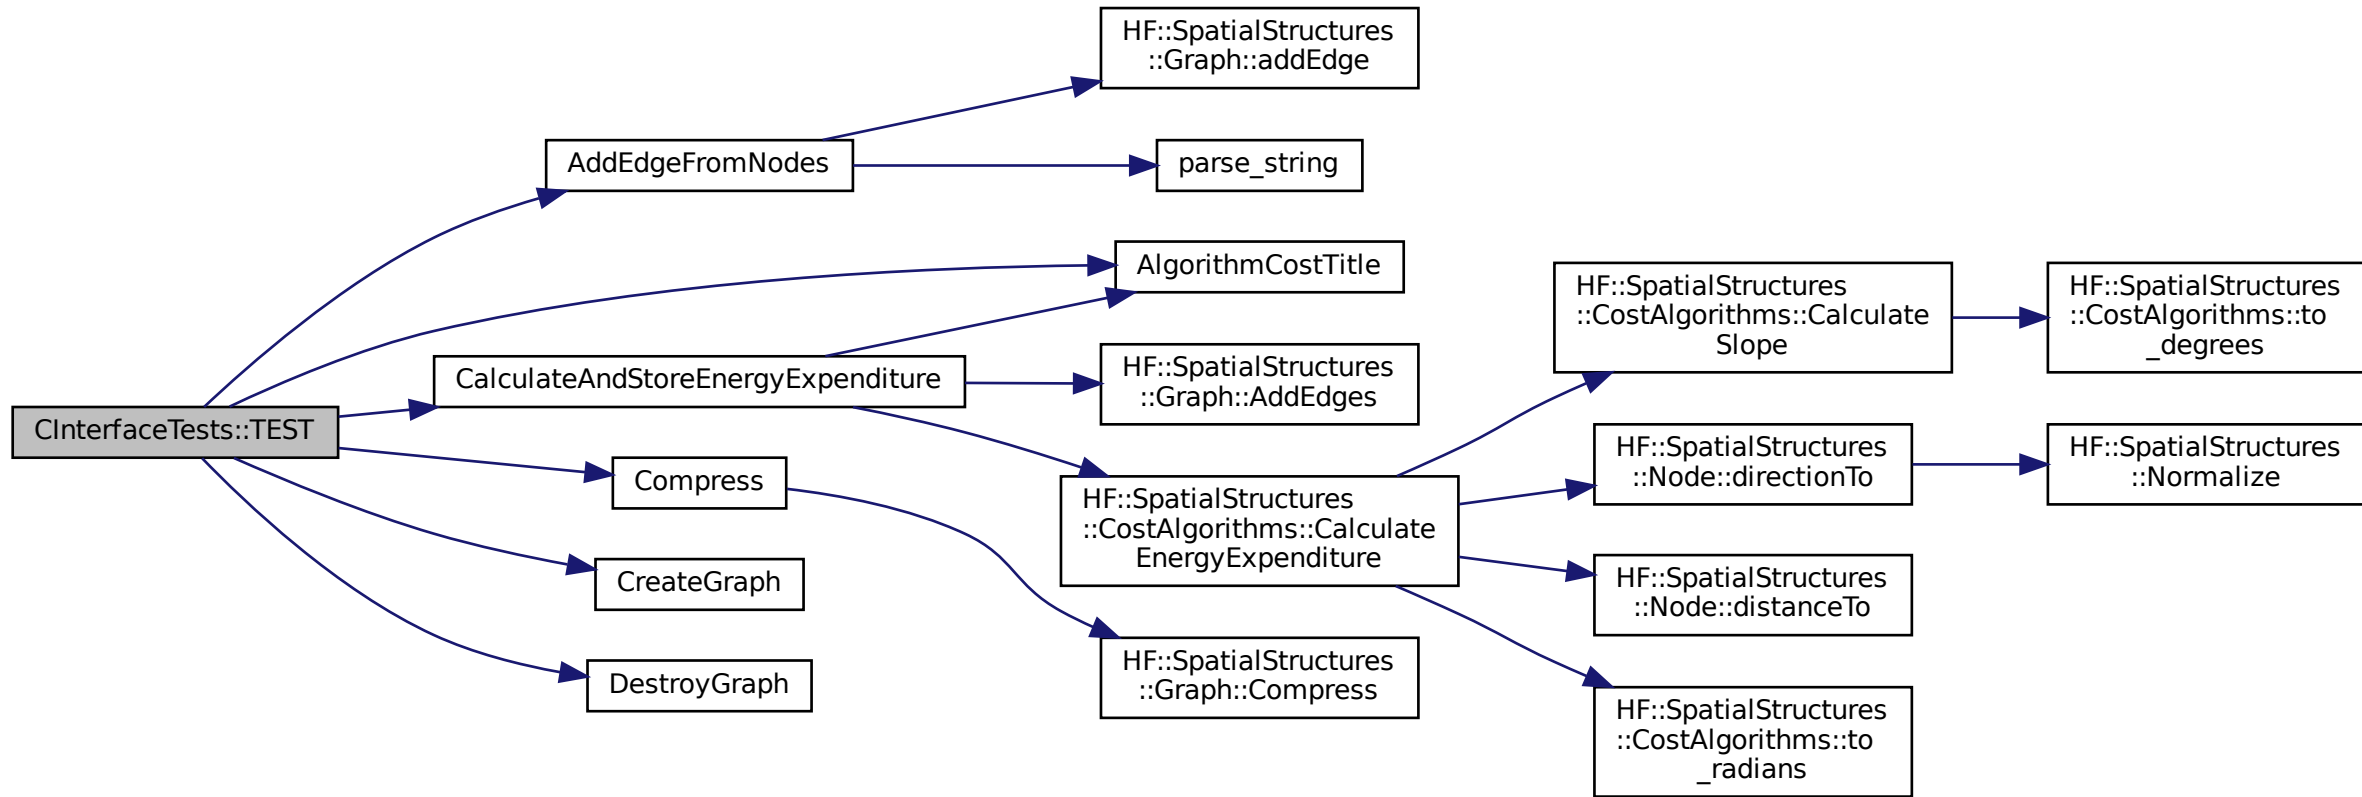 CInterfaceTests::TEST
AddEdgeFromNodes
HF::SpatialStructures
::Graph::addEdge
parse_string
AlgorithmCostTitle
CalculateAndStoreEnergyExpenditure
HF::SpatialStructures
::Graph::AddEdges
HF::SpatialStructures
::CostAlgorithms::Calculate
EnergyExpenditure
HF::SpatialStructures
::CostAlgorithms::Calculate
Slope
HF::SpatialStructures
::CostAlgorithms::to
_degrees
HF::SpatialStructures
::Node::directionTo
HF::SpatialStructures
::Normalize
HF::SpatialStructures
::Node::distanceTo
HF::SpatialStructures
::CostAlgorithms::to
_radians
Compress
HF::SpatialStructures
::Graph::Compress
CreateGraph
DestroyGraph